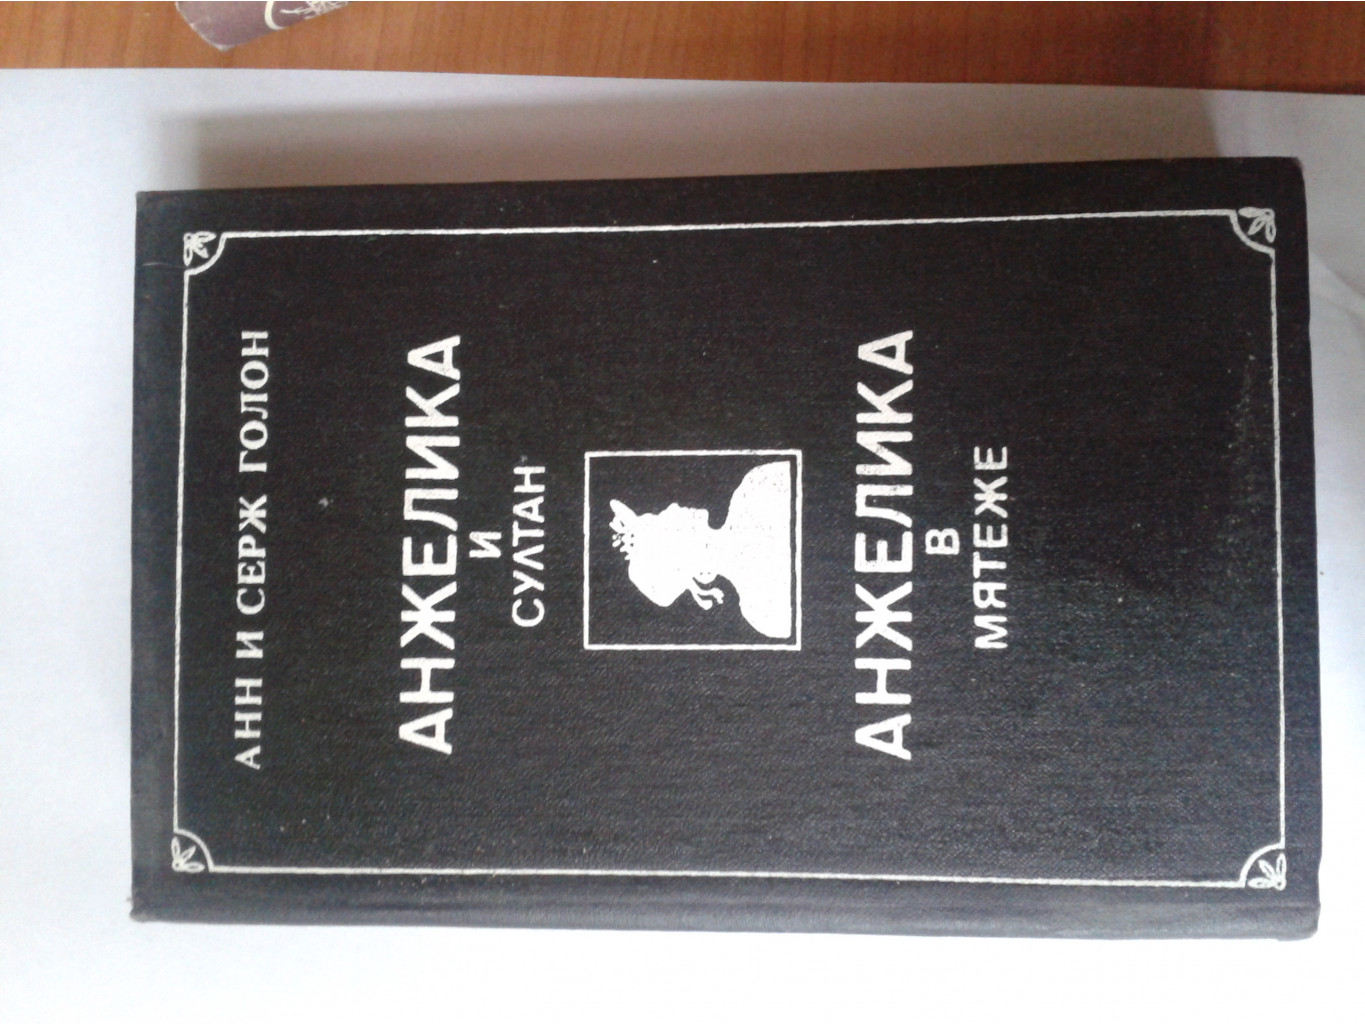 АНН И СЕРЖ ГОЛОН
АНЖЕЛИКА
И
СУЛТАН
АНЖЕЛИКА
В
МЯТЕЖЕ